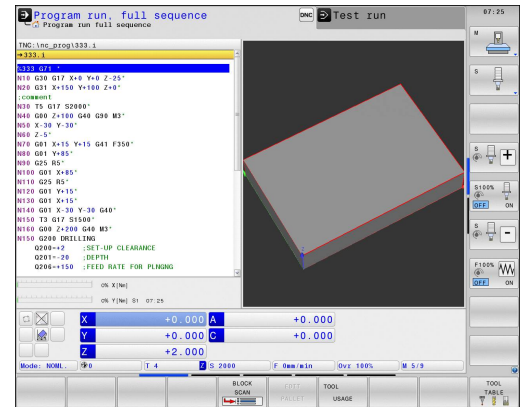 Program run, full sequence
DNC
Test run
07:25
Program run full sequence
TNC:\nc_prog\333.i
→333.i
%333 G71 *
N10 G30 G17 X+0 Y+0 Z-25*
N20 G31 X+150 Y+100 Z+0*
;comment
N30 T5 G17 S2000*
N40 G00 Z+100 G40 G90 M3*
N50 X-30 Y-30*
N60 Z-5*
N70 G01 X+15 Y+15 G41 F350*
N80 G01 Y+85*
N90 G25 R5*
N100 G01 X+85*
N110 G25 R5*
N120 G01 Y+15*
N130 G01 X+15*
N140 G01 X-30 Y-30 G40*
N150 T3 G17 S1500*
N160 G00 Z+200 G40 M3*
N150 G200 DRILLING
Q200=+2 ;SET-UP CLEARANCE
Q201=-20 ;DEPTH
Q206=+150 ;FEED RATE FOR PLNGNG
0% X[Nm]
0% Y[Nm] S1 07:25
X +0.000 A +0.000
Y +0.000 C +0.000
Z +2.000
Mode: NOML. 0 T 4 Z S 2000 F 0mm/min Ovr 100% M 5/9
M
S
S
S100%
OFF ON
S
F100%
OFF ON
BLOCK SCAN
EDIT PALLET
TOOL USAGE
TOOL TABLE